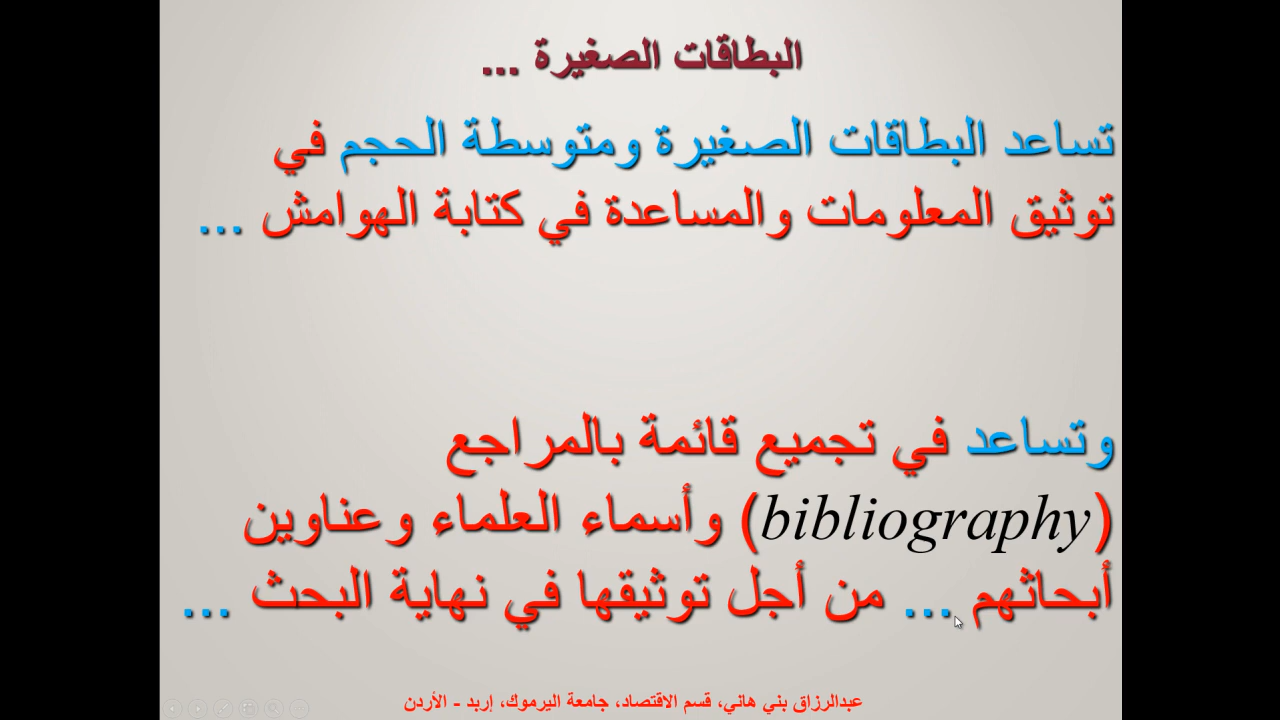 البطاقات الصغيرة ...
تساعد البطاقات الصغيرة ومتوسطة الحجم في
توثيق المعلومات والمساعدة في كتابة الهوامش ...
وتساعد في تجميع قائمة بالمراجع
(bibliography) وأسماء العلماء وعناوين
أبحاثهم ... من أجل توثيقها في نهاية البحث ...
عبدالرزاق بني هاني، قسم الاقتصاد، جامعة اليرموك، إربد - الأردن